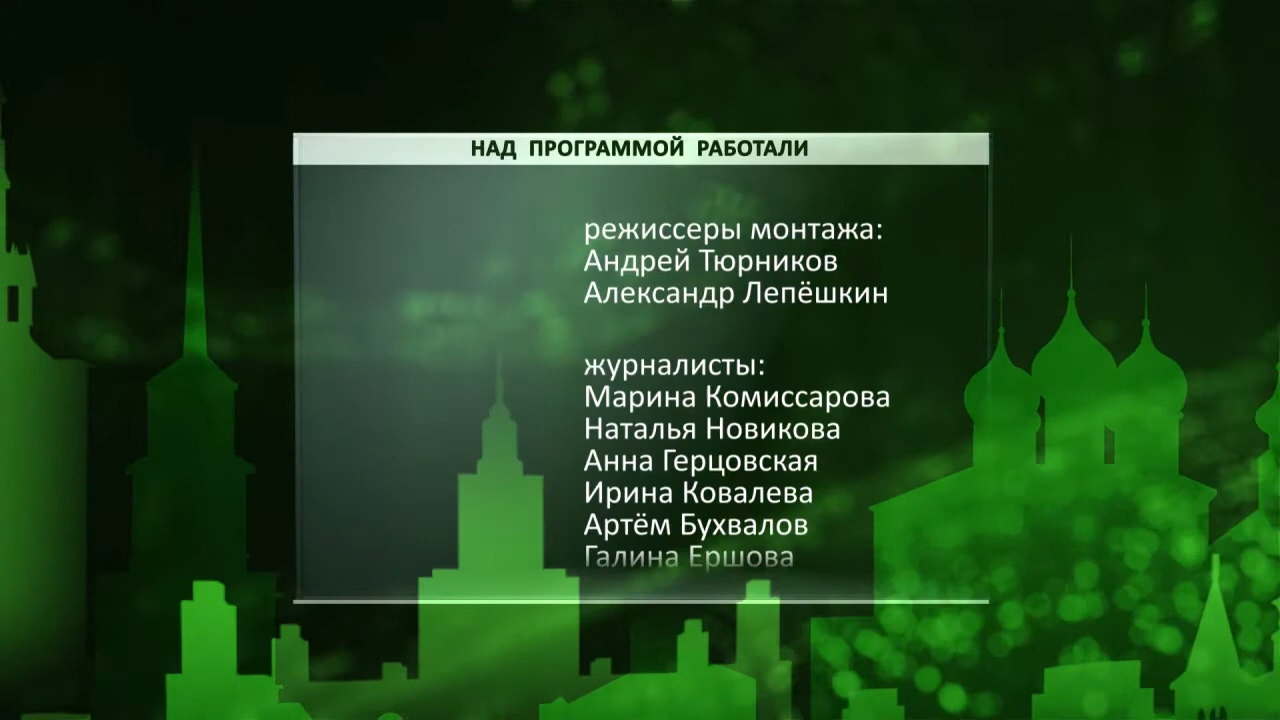 НАД ПРОГРАММОЙ РАБОТАЛИ
режиссеры монтажа:
Андрей Тюрников
Александр Лепёшкин
журналисты:
Марина Комиссарова
Наталья Новикова
Анна Герцовская
Ирина Ковалева
Артём Бухвалов
Галина Ершова